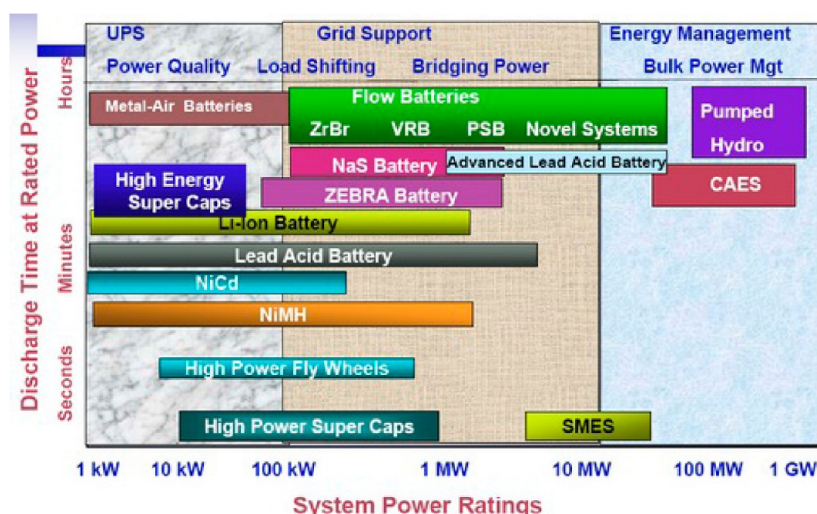 UPS
Grid Support
Energy Management
Power Quality
Load Shifting
Bridging Power
Bulk Power Mgt
Discharge Time at Rated Power
Hours
Minutes
Seconds
Metal-Air Batteries
Flow Batteries
ZrBr VRB PSB Novel Systems
Pumped
Hydro
NaS Battery
Advanced Lead Acid Battery
High Energy
Super Caps
ZEBRA Battery
CAES
Li-Ion Battery
Lead Acid Battery
NiCd
NiMH
High Power Fly Wheels
High Power Super Caps
SMES
1 kW 10 kW 100 kW 1 MW 10 MW 100 MW 1 GW
System Power Ratings